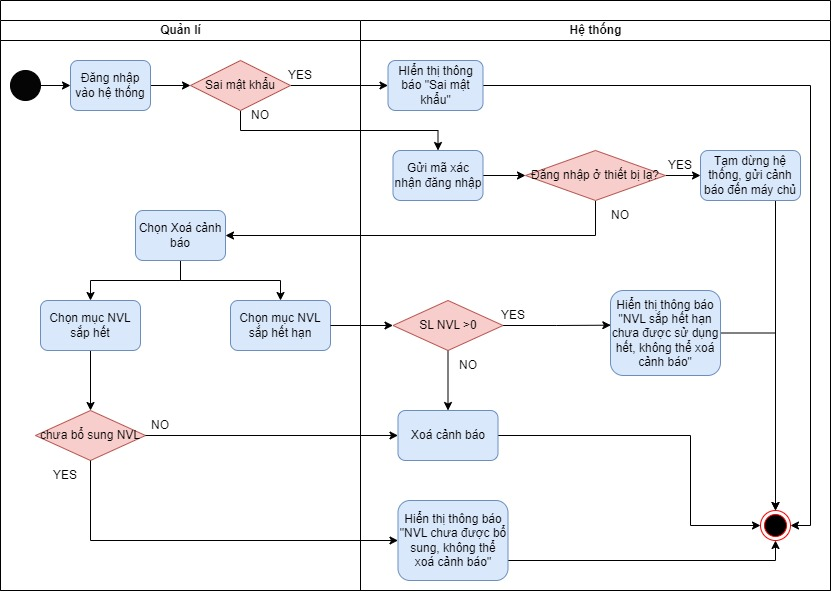 Quản lí
Hệ thống
Đăng nhập
vào hệ thống
Sai mật khẩu
YES
HIển thị thông
báo "Sai mật
khẩu"
NO
Gửi mã xác
nhận đăng nhập
Đăng nhập ở thiết bị lạ?
YES
Tạm dừng hệ
thống, gửi cảnh
báo đến máy chủ
NO
Chọn Xoá cảnh
báo
Chọn mục NVL
sắp hết
Chọn mục NVL
sắp hết hạn
SL NVL >0
YES
Hiển thị thông báo
"NVL sắp hết hạn
chưa được sử dụng
hết, không thể xoá
cảnh báo"
NO
chưa bổ sung NVL
NO
Xoá cảnh báo
YES
Hiển thị thông báo
"NVL chưa được bổ
sung, không thể
xoá cảnh báo"